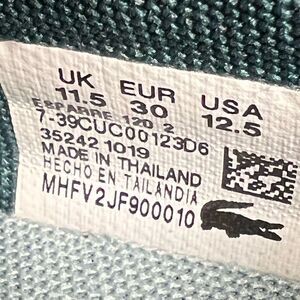 UK EUR USA
11.5 30 12.5
ESPARRE 120 2
7-39CUC00123D6
35242 1019
MADE IN THAILAND
HECHO EN TAILANDIA
MHFV2JF900010